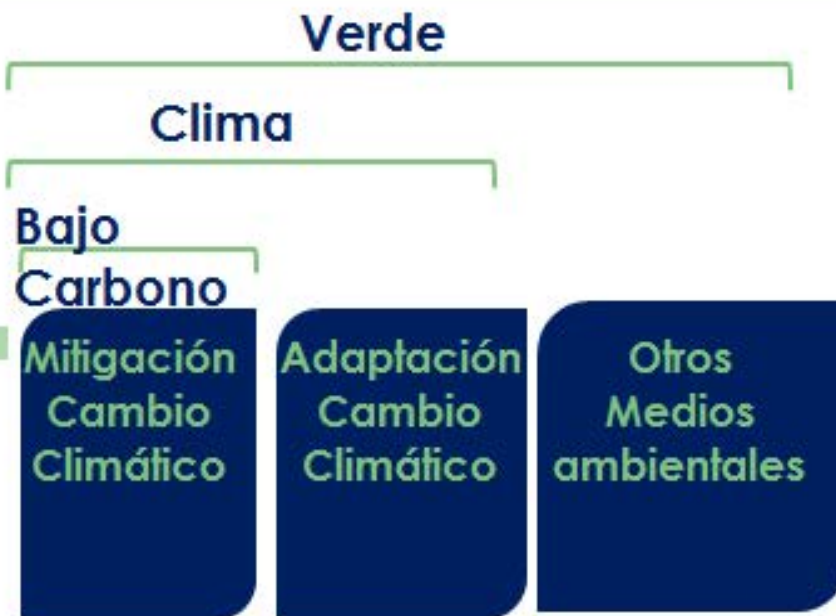 Verde
Clima
Bajo
Carbono
Mitigación
Cambio
Climático
Adaptación
Cambio
Climático
Otros
Medios
ambientales